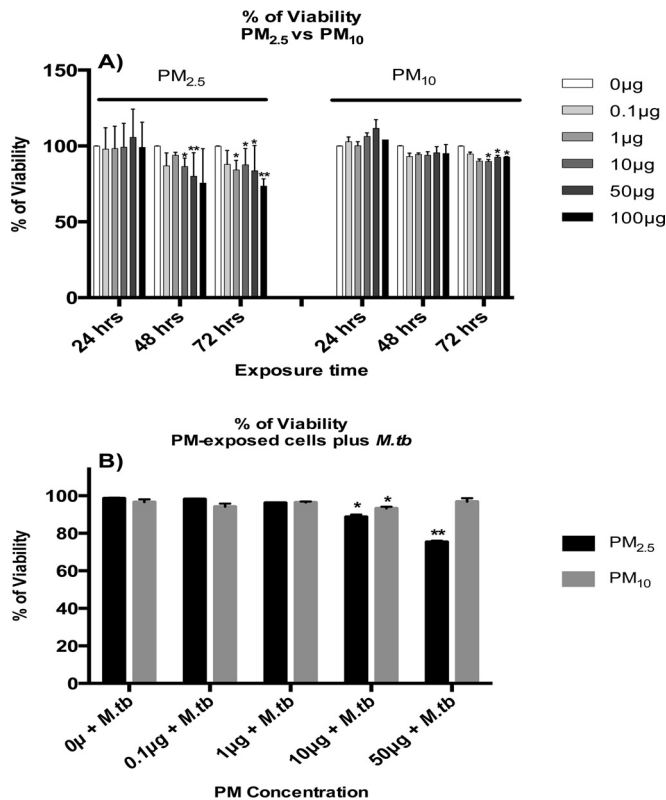 % of Viability
PM2.5 vs PM10
A)
PM2.5
PM10
150
100
50
0
% of Viability
24 hrs
48 hrs
72 hrs
24 hrs
48 hrs
72 hrs
* ** * * * **
* * *
Exposure time
0µg
0.1µg
1µg
10µg
50µg
100µg
% of Viability
PM-exposed cells plus M.tb
B)
100
80
60
40
20
0
% of Viability
* * **
0µ + M.tb
0.1µg + M.tb
1µg + M.tb
10µg + M.tb
50µg + M.tb
PM Concentration
PM2.5
PM10